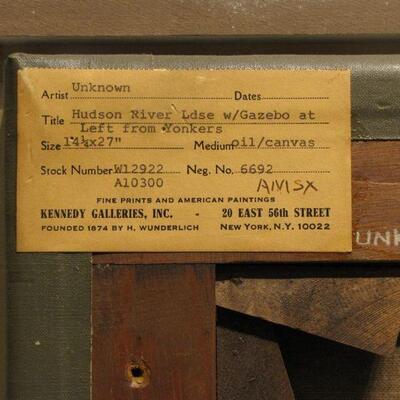 Artist Unknown Dates
Title Hudson River Ldse w/Gazebo at
Left from Yonkers
Size 14½x27" Medium oil/canvas
Stock Number W12922 Neg. No. 6692
A10300 AMSX
FINE PRINTS AND AMERICAN PAINTINGS
KENNEDY GALLERIES, INC. - 20 EAST 56th STREET
FOUNDED 1874 BY H. WUNDERLICH NEW YORK, N.Y. 10022
UNK